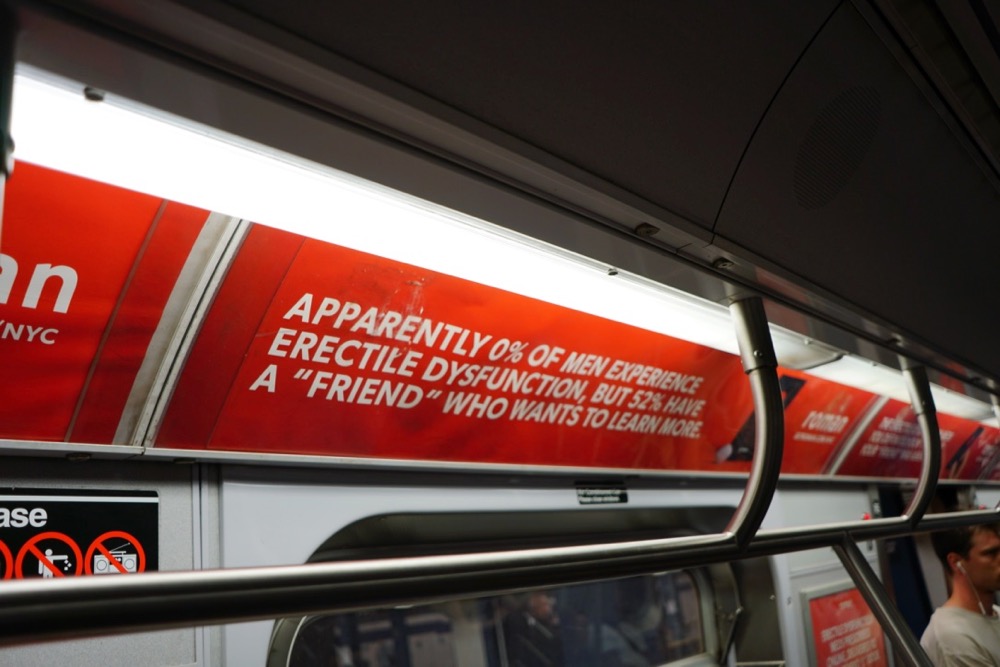 an
/NYC
APPARENTLY 0% OF MEN EXPERIENCE
ERECTILE DYSFUNCTION, BUT 52% HAVE
A “FRIEND” WHO WANTS TO LEARN MORE.
roman
ase